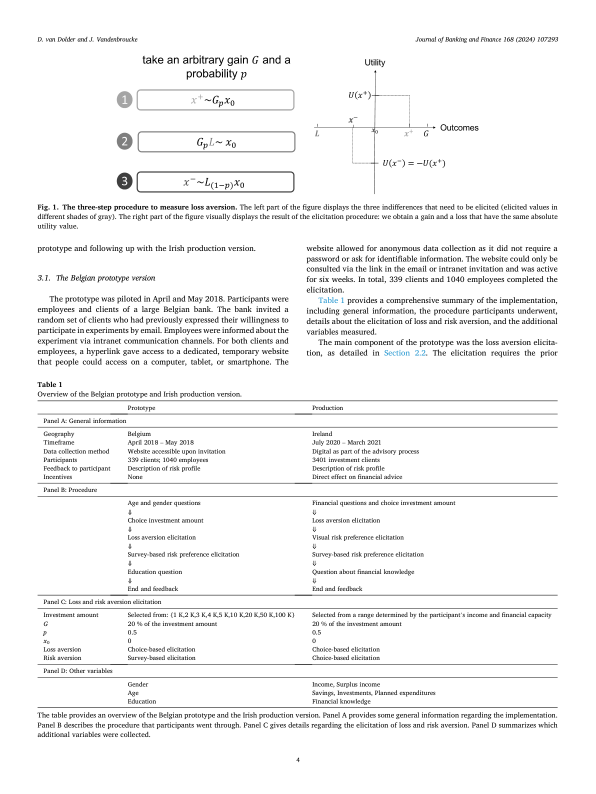 D. van Dolder and J. Vandenbroucke
Journal of Banking and Finance 168 (2024) 107293
take an arbitrary gain G and a
probability p
1
x⁺~Gₚx₀
2
GₚL~ x₀
3
x⁻~L₍₁₋ₚ₎x₀
Utility
U(x⁺)
x⁻
L
x₀
x⁺
G
Outcomes
U(x⁻) = −U(x⁺)
Fig. 1. The three-step procedure to measure loss aversion. The left part of the figure displays the three indifferences that need to be elicited (elicited values in
different shades of gray). The right part of the figure visually displays the result of the elicitation procedure: we obtain a gain and a loss that have the same absolute
utility value.
prototype and following up with the Irish production version.
3.1. The Belgian prototype version
The prototype was piloted in April and May 2018. Participants were
employees and clients of a large Belgian bank. The bank invited a
random set of clients who had previously expressed their willingness to
participate in experiments by email. Employees were informed about the
experiment via intranet communication channels. For both clients and
employees, a hyperlink gave access to a dedicated, temporary website
that people could access on a computer, tablet, or smartphone. The
website allowed for anonymous data collection as it did not require a
password or ask for identifiable information. The website could only be
consulted via the link in the email or intranet invitation and was active
for six weeks. In total, 339 clients and 1040 employees completed the
elicitation.
Table 1 provides a comprehensive summary of the implementation,
including general information, the procedure participants underwent,
details about the elicitation of loss and risk aversion, and the additional
variables measured.
The main component of the prototype was the loss aversion elicita-
tion, as detailed in Section 2.2. The elicitation requires the prior
Table 1
Overview of the Belgian prototype and Irish production version.
Prototype Production
Panel A: General information
Geography Belgium Ireland
Timeframe April 2018 – May 2018 July 2020 – March 2021
Data collection method Website accessible upon invitation Digital as part of the advisory process
Participants 339 clients; 1040 employees 3401 investment clients
Feedback to participant Description of risk profile Description of risk profile
Incentives None Direct effect on financial advice
Panel B: Procedure
Age and gender questions Financial questions and choice investment amount
⇓ ⇓
Choice investment amount Loss aversion elicitation
⇓ ⇓
Loss aversion elicitation Visual risk preference elicitation
⇓ ⇓
Survey-based risk preference elicitation Survey-based risk preference elicitation
⇓ ⇓
Education question Question about financial knowledge
⇓ ⇓
End and feedback End and feedback
Panel C: Loss and risk aversion elicitation
Investment amount Selected from: {1 K,2 K,3 K,4 K,5 K,10 K,20 K,50 K,100 K} Selected from a range determined by the participant's income and financial capacity
G 20 % of the investment amount 20 % of the investment amount
p 0.5 0.5
x₀ 0 0
Loss aversion Choice-based elicitation Choice-based elicitation
Risk aversion Survey-based elicitation Choice-based elicitation
Panel D: Other variables
Gender Income, Surplus income
Age Savings, Investments, Planned expenditures
Education Financial knowledge
The table provides an overview of the Belgian prototype and the Irish production version. Panel A provides some general information regarding the implementation.
Panel B describes the procedure that participants went through. Panel C gives details regarding the elicitation of loss and risk aversion. Panel D summarizes which
additional variables were collected.
4